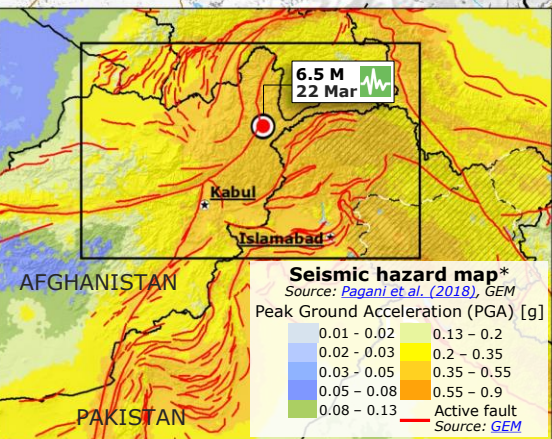 6.5 M
22 Mar
Kabul
Islamabad
AFGHANISTAN
PAKISTAN
Seismic hazard map*
Source: Pagani et al. (2018), GEM
Peak Ground Acceleration (PGA) [g]
0.01 - 0.02
0.02 - 0.03
0.03 - 0.05
0.05 – 0.08
0.08 - 0.13
0.13 – 0.2
0.2 – 0.35
0.35 – 0.55
0.55 – 0.9
Active fault
Source: GEM